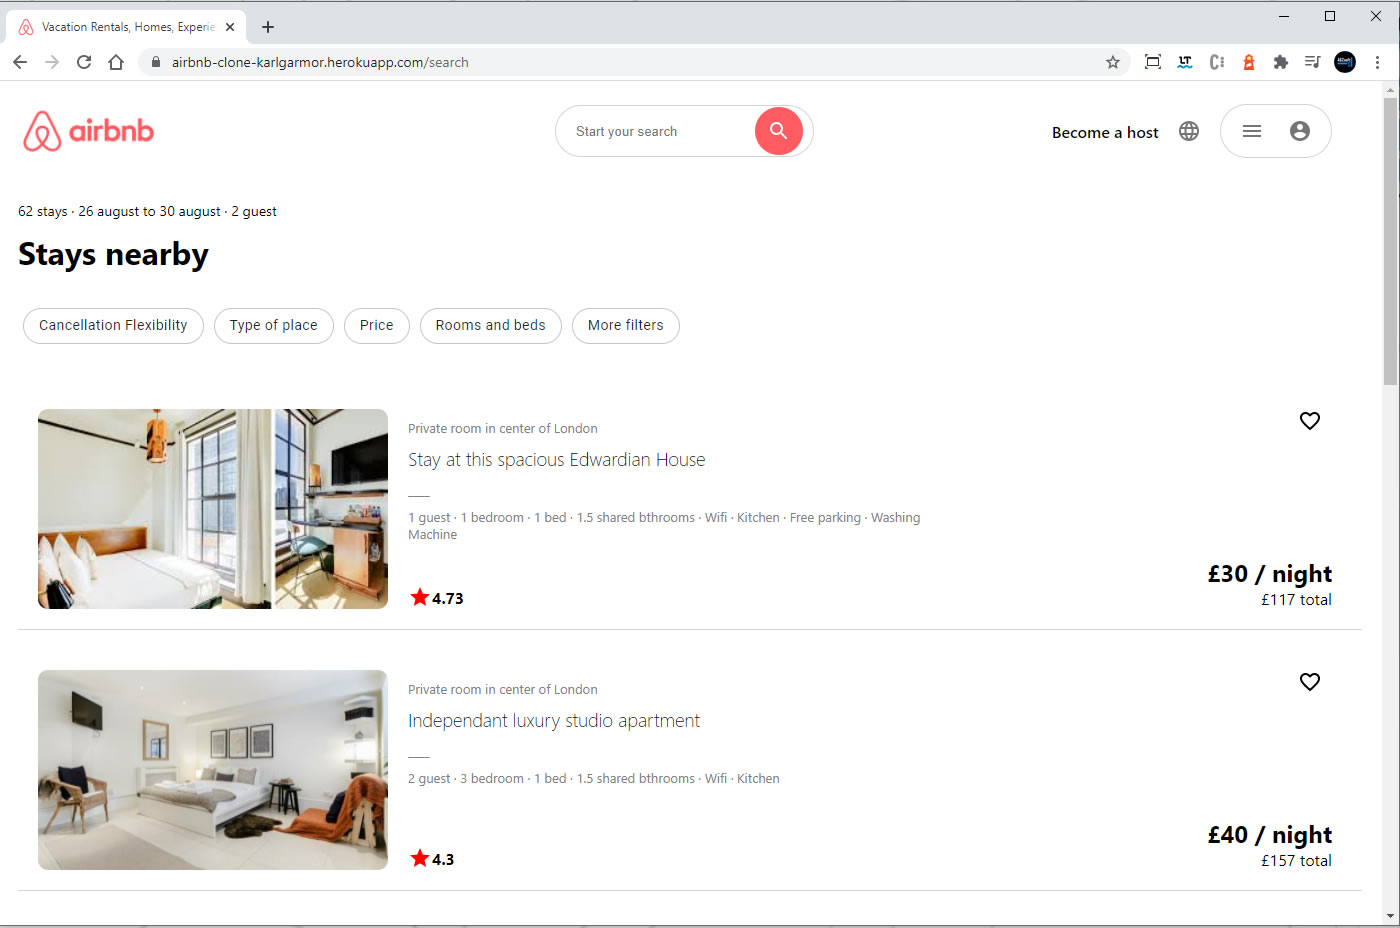 Vacation Rentals, Homes, Experie
airbnb-clone-karlgarmor.herokuapp.com/search
airbnb
Start your search
Become a host
62 stays · 26 august to 30 august · 2 guest
Stays nearby
Cancellation Flexibility
Type of place
Price
Rooms and beds
More filters
Private room in center of London
Stay at this spacious Edwardian House
1 guest · 1 bedroom · 1 bed · 1.5 shared bthrooms · Wifi · Kitchen · Free parking · Washing
Machine
4.73
£30 / night
£117 total
Private room in center of London
Independant luxury studio apartment
2 guest · 3 bedroom · 1 bed · 1.5 shared bthrooms · Wifi · Kitchen
4.3
£40 / night
£157 total